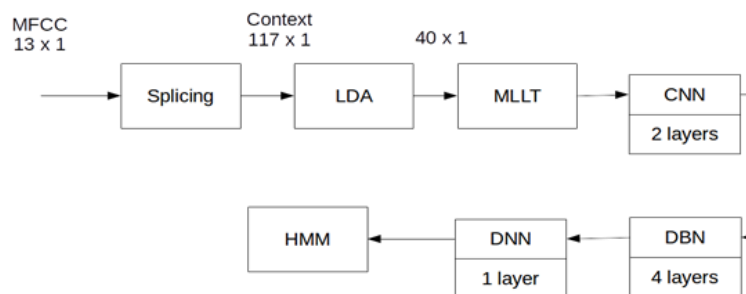 MFCC
13 x 1
Context
117 x 1
40 x 1
Splicing
LDA
MLLT
CNN
2 layers
HMM
DNN
1 layer
DBN
4 layers